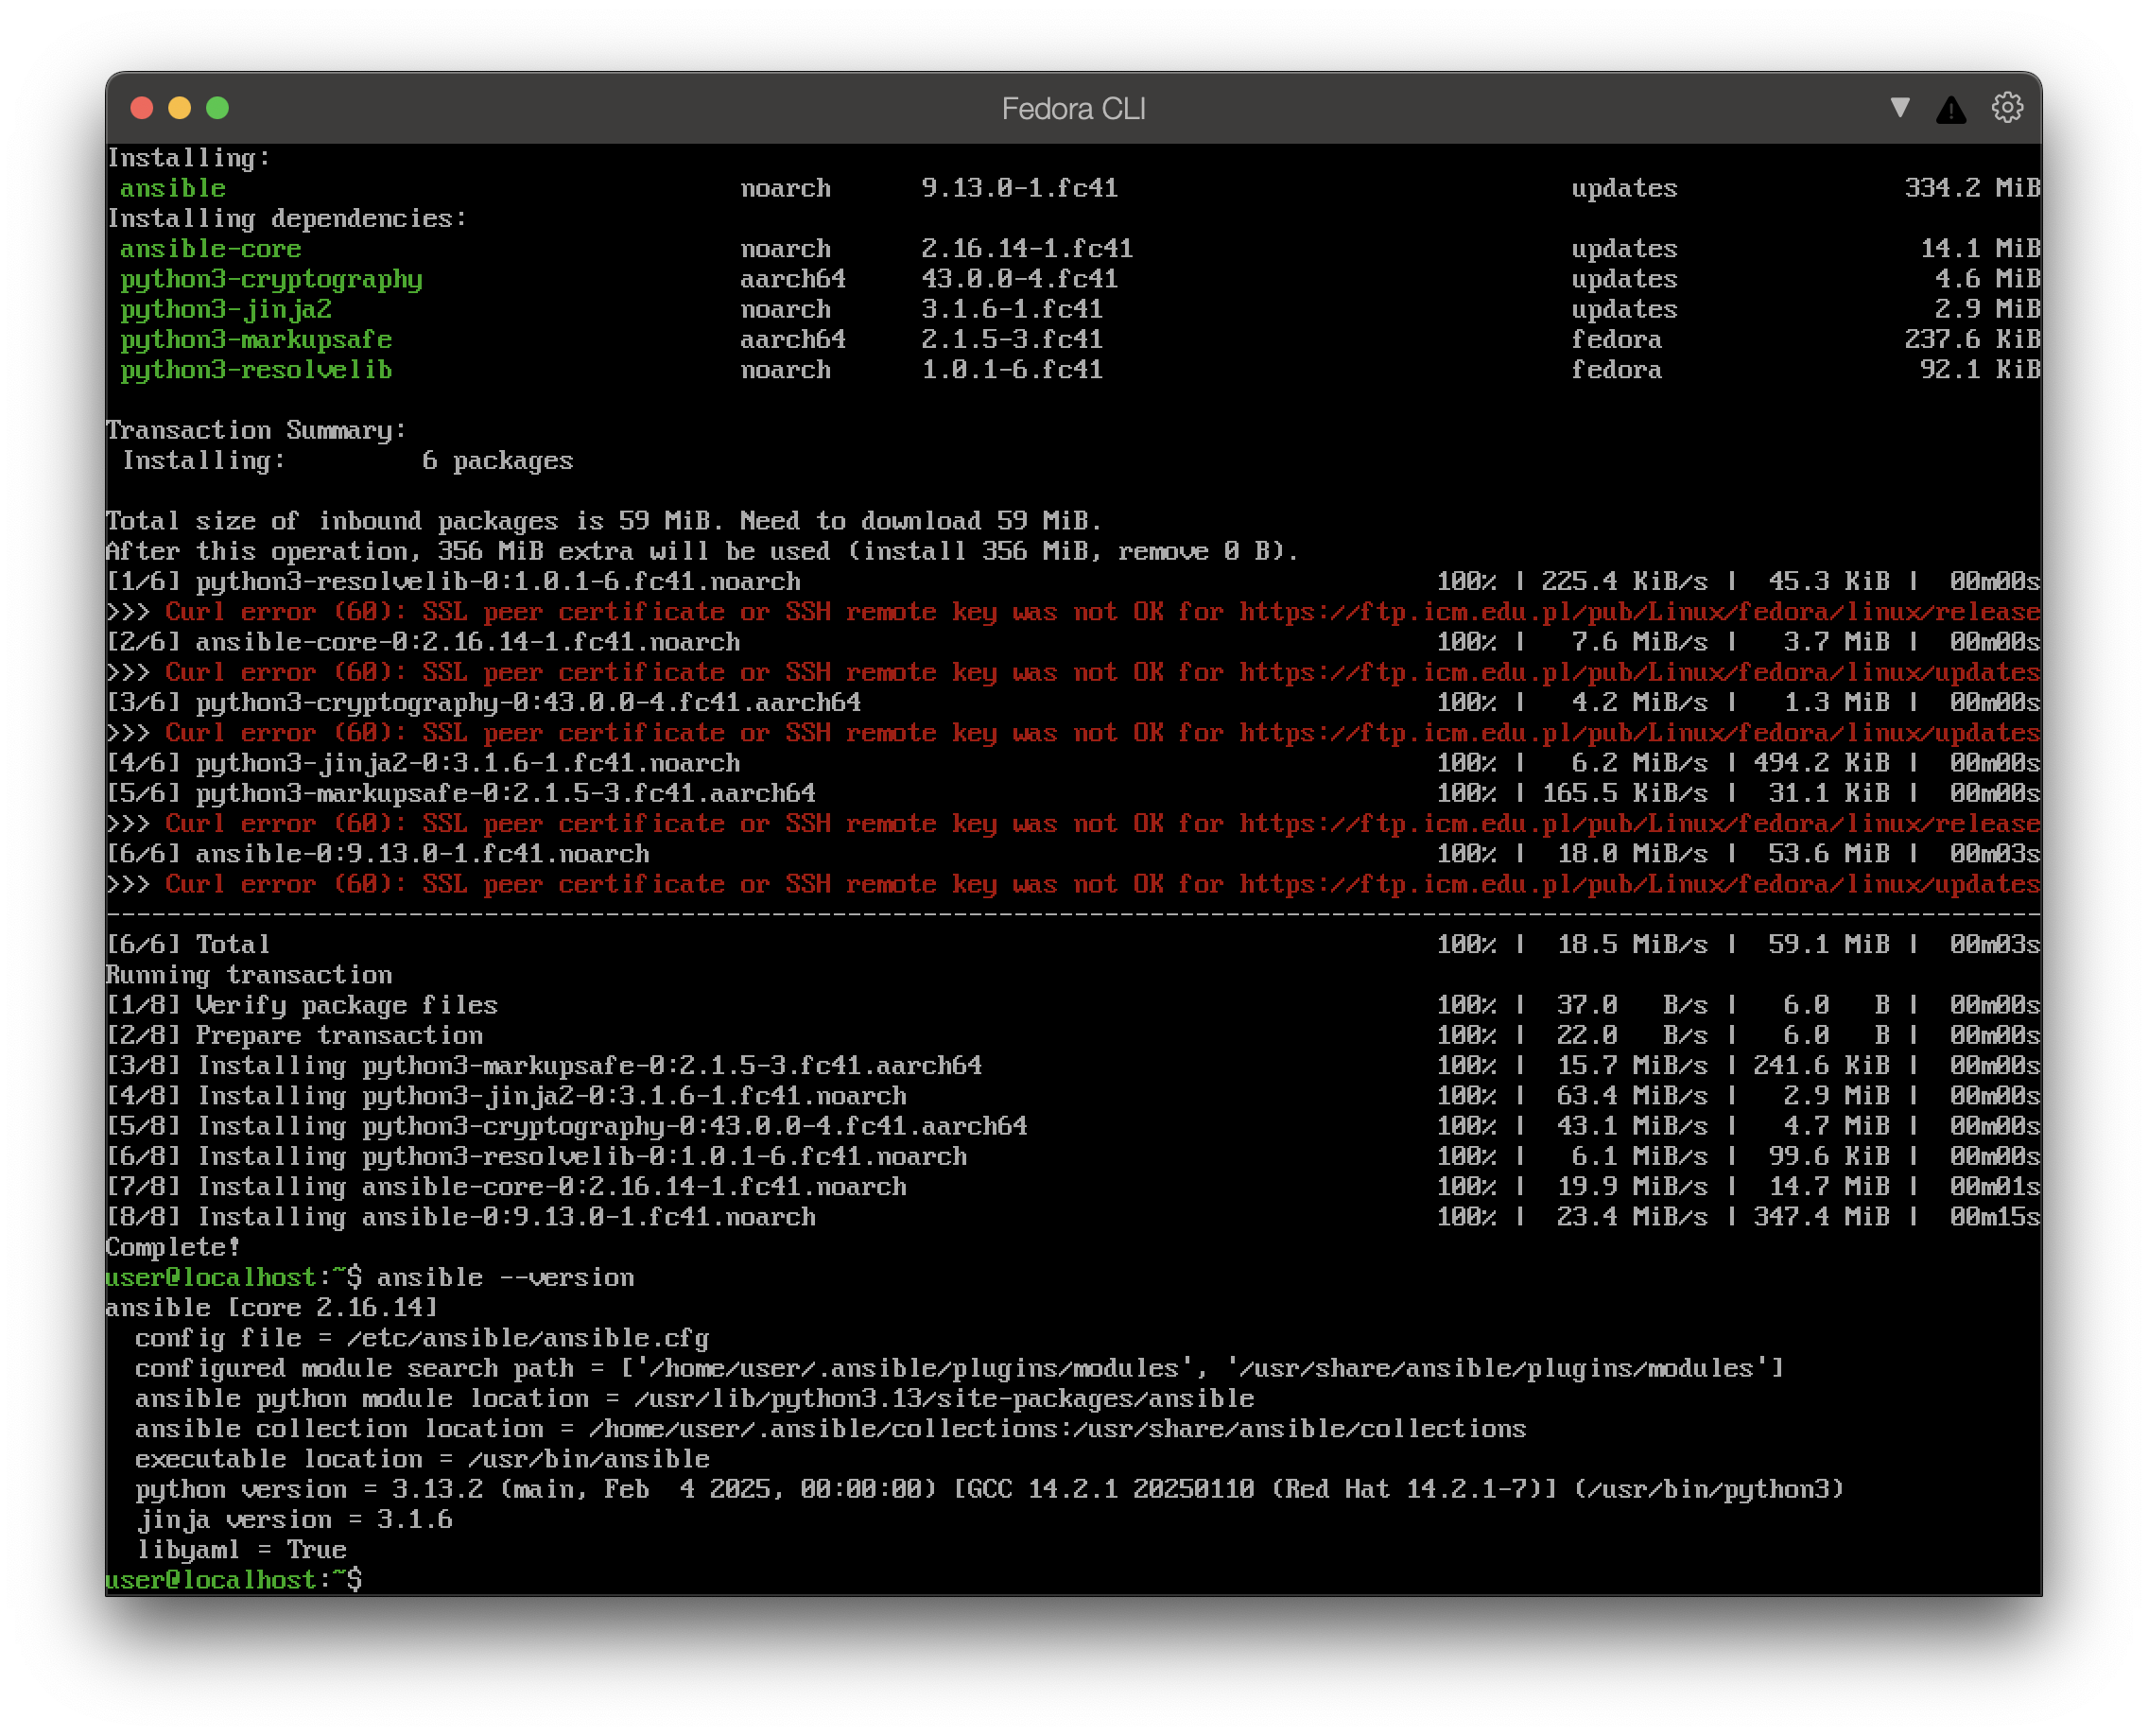 Fedora CLI
Installing:
 ansible noarch 9.13.0-1.fc41 updates 334.2 MiB
Installing dependencies:
 ansible-core noarch 2.16.14-1.fc41 updates 14.1 MiB
 python3-cryptography aarch64 43.0.0-4.fc41 updates 4.6 MiB
 python3-jinja2 noarch 3.1.6-1.fc41 updates 2.9 MiB
 python3-markupsafe aarch64 2.1.5-3.fc41 fedora 237.6 KiB
 python3-resolvelib noarch 1.0.1-6.fc41 fedora 92.1 KiB
Transaction Summary:
 Installing: 6 packages
Total size of inbound packages is 59 MiB. Need to download 59 MiB.
After this operation, 356 MiB extra will be used (install 356 MiB, remove 0 B).
[1/6] python3-resolvelib-0:1.0.1-6.fc41.noarch 100% | 225.4 KiB/s | 45.3 KiB | 00m00s
>>> Curl error (60): SSL peer certificate or SSH remote key was not OK for https://ftp.icm.edu.pl/pub/Linux/fedora/linux/release
[2/6] ansible-core-0:2.16.14-1.fc41.noarch 100% | 7.6 MiB/s | 3.7 MiB | 00m00s
>>> Curl error (60): SSL peer certificate or SSH remote key was not OK for https://ftp.icm.edu.pl/pub/Linux/fedora/linux/updates
[3/6] python3-cryptography-0:43.0.0-4.fc41.aarch64 100% | 4.2 MiB/s | 1.3 MiB | 00m00s
>>> Curl error (60): SSL peer certificate or SSH remote key was not OK for https://ftp.icm.edu.pl/pub/Linux/fedora/linux/updates
[4/6] python3-jinja2-0:3.1.6-1.fc41.noarch 100% | 6.2 MiB/s | 494.2 KiB | 00m00s
[5/6] python3-markupsafe-0:2.1.5-3.fc41.aarch64 100% | 165.5 KiB/s | 31.1 KiB | 00m00s
>>> Curl error (60): SSL peer certificate or SSH remote key was not OK for https://ftp.icm.edu.pl/pub/Linux/fedora/linux/release
[6/6] ansible-0:9.13.0-1.fc41.noarch 100% | 18.0 MiB/s | 53.6 MiB | 00m03s
>>> Curl error (60): SSL peer certificate or SSH remote key was not OK for https://ftp.icm.edu.pl/pub/Linux/fedora/linux/updates
--------------------------------------------------------------------------------------------------------------------------------
[6/6] Total 100% | 18.5 MiB/s | 59.1 MiB | 00m03s
Running transaction
[1/8] Verify package files 100% | 37.0 B/s | 6.0 B | 00m00s
[2/8] Prepare transaction 100% | 22.0 B/s | 6.0 B | 00m00s
[3/8] Installing python3-markupsafe-0:2.1.5-3.fc41.aarch64 100% | 15.7 MiB/s | 241.6 KiB | 00m00s
[4/8] Installing python3-jinja2-0:3.1.6-1.fc41.noarch 100% | 63.4 MiB/s | 2.9 MiB | 00m00s
[5/8] Installing python3-cryptography-0:43.0.0-4.fc41.aarch64 100% | 43.1 MiB/s | 4.7 MiB | 00m00s
[6/8] Installing python3-resolvelib-0:1.0.1-6.fc41.noarch 100% | 6.1 MiB/s | 99.6 KiB | 00m00s
[7/8] Installing ansible-core-0:2.16.14-1.fc41.noarch 100% | 19.9 MiB/s | 14.7 MiB | 00m01s
[8/8] Installing ansible-0:9.13.0-1.fc41.noarch 100% | 23.4 MiB/s | 347.4 MiB | 00m15s
Complete!
user@localhost:~$ ansible --version
ansible [core 2.16.14]
  config file = /etc/ansible/ansible.cfg
  configured module search path = ['/home/user/.ansible/plugins/modules', '/usr/share/ansible/plugins/modules']
  ansible python module location = /usr/lib/python3.13/site-packages/ansible
  ansible collection location = /home/user/.ansible/collections:/usr/share/ansible/collections
  executable location = /usr/bin/ansible
  python version = 3.13.2 (main, Feb  4 2025, 00:00:00) [GCC 14.2.1 20250110 (Red Hat 14.2.1-7)] (/usr/bin/python3)
  jinja version = 3.1.6
  libyaml = True
user@localhost:~$